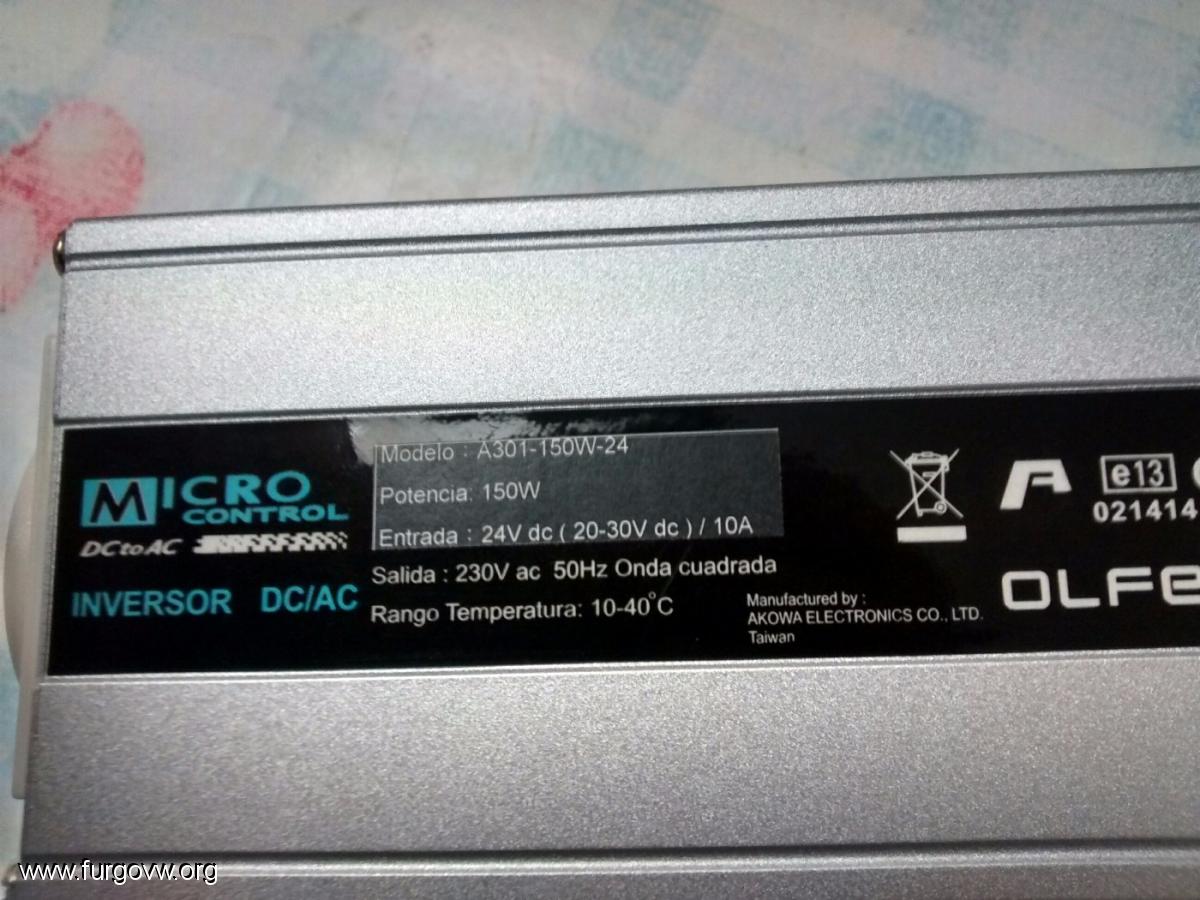 MICRO
CONTROL
DC to AC
INVERSOR DC/AC
Modelo : A301-150W-24
Potencia: 150W
Entrada : 24V dc ( 20-30V dc ) / 10A
Salida : 230V ac 50Hz Onda cuadrada
Rango Temperatura: 10-40°C
Manufactured by :
AKOWA ELECTRONICS CO., LTD.
Taiwan
e13
021414
OLFE
www.furgovw.org